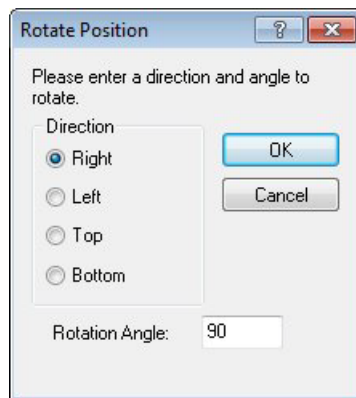 Rotate Position
?
Please enter a direction and angle to
rotate.
Direction
Right
OK
Left
Cancel
Top
Bottom
Rotation Angle: 90